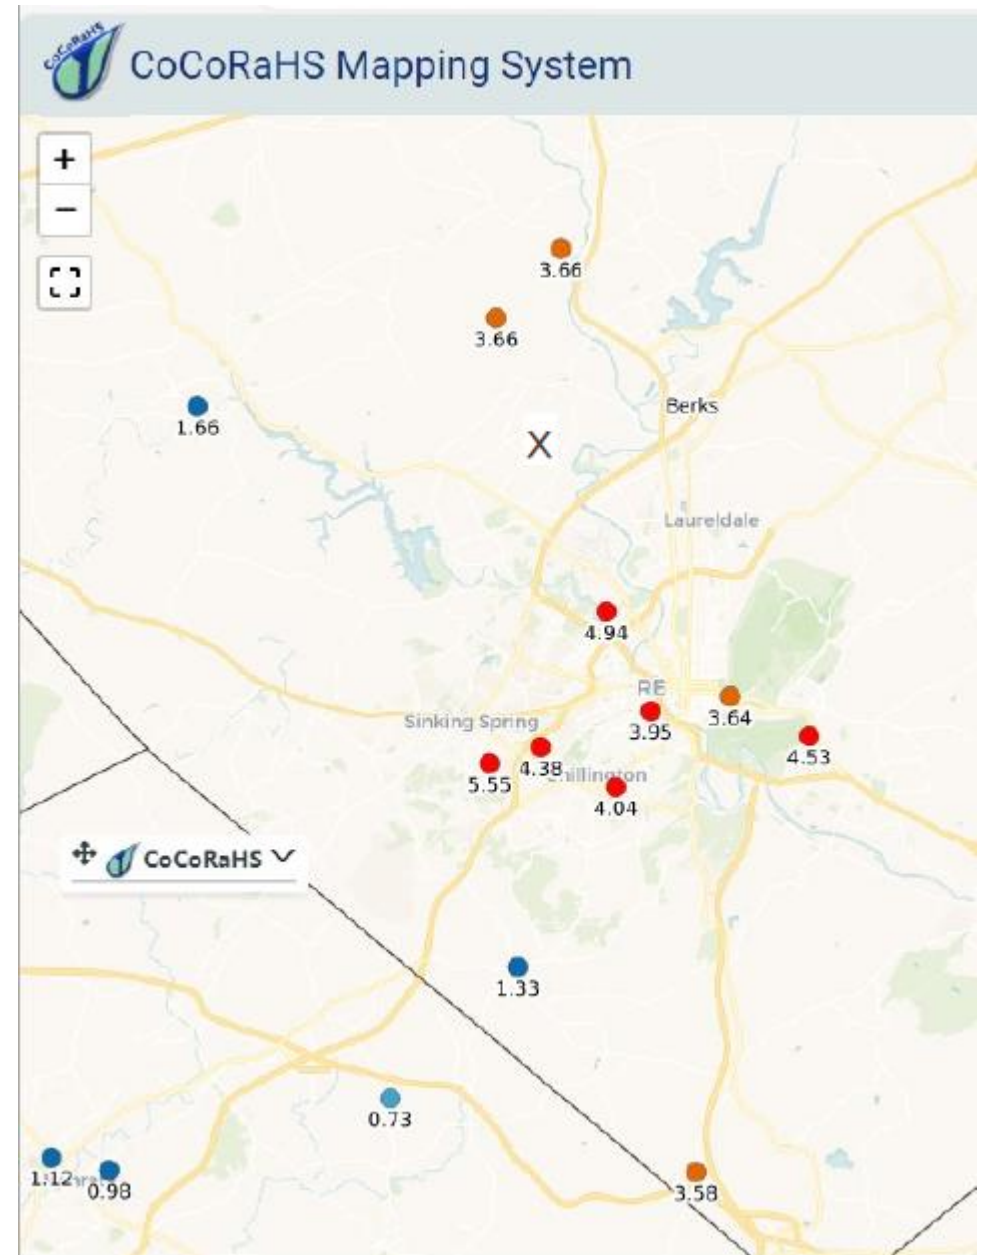 CoCoRaHS
CoCoRaHS Mapping System
+
−
3.66
3.66
1.66
Berks
X
Laureldale
4.94
RE
3.64
3.95
Sinking Spring
4.53
4.38
5.55
Shillington
4.04
CoCoRaHS
1.33
0.73
1.12
0.98
3.58